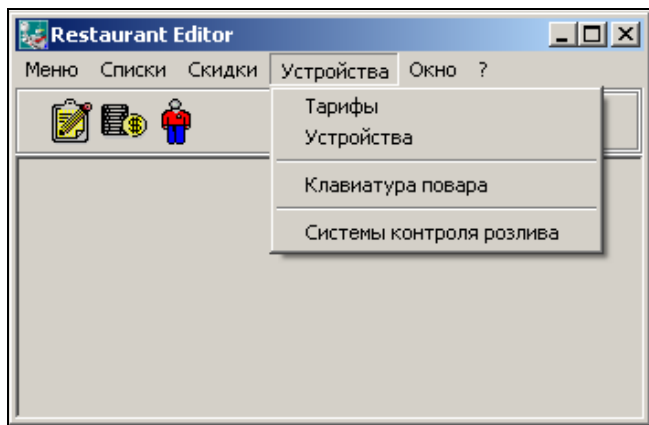 Restaurant Editor
Меню Списки Скидки Устройства Окно ?
Тарифы
Устройства
Клавиатура повара
Системы контроля розлива